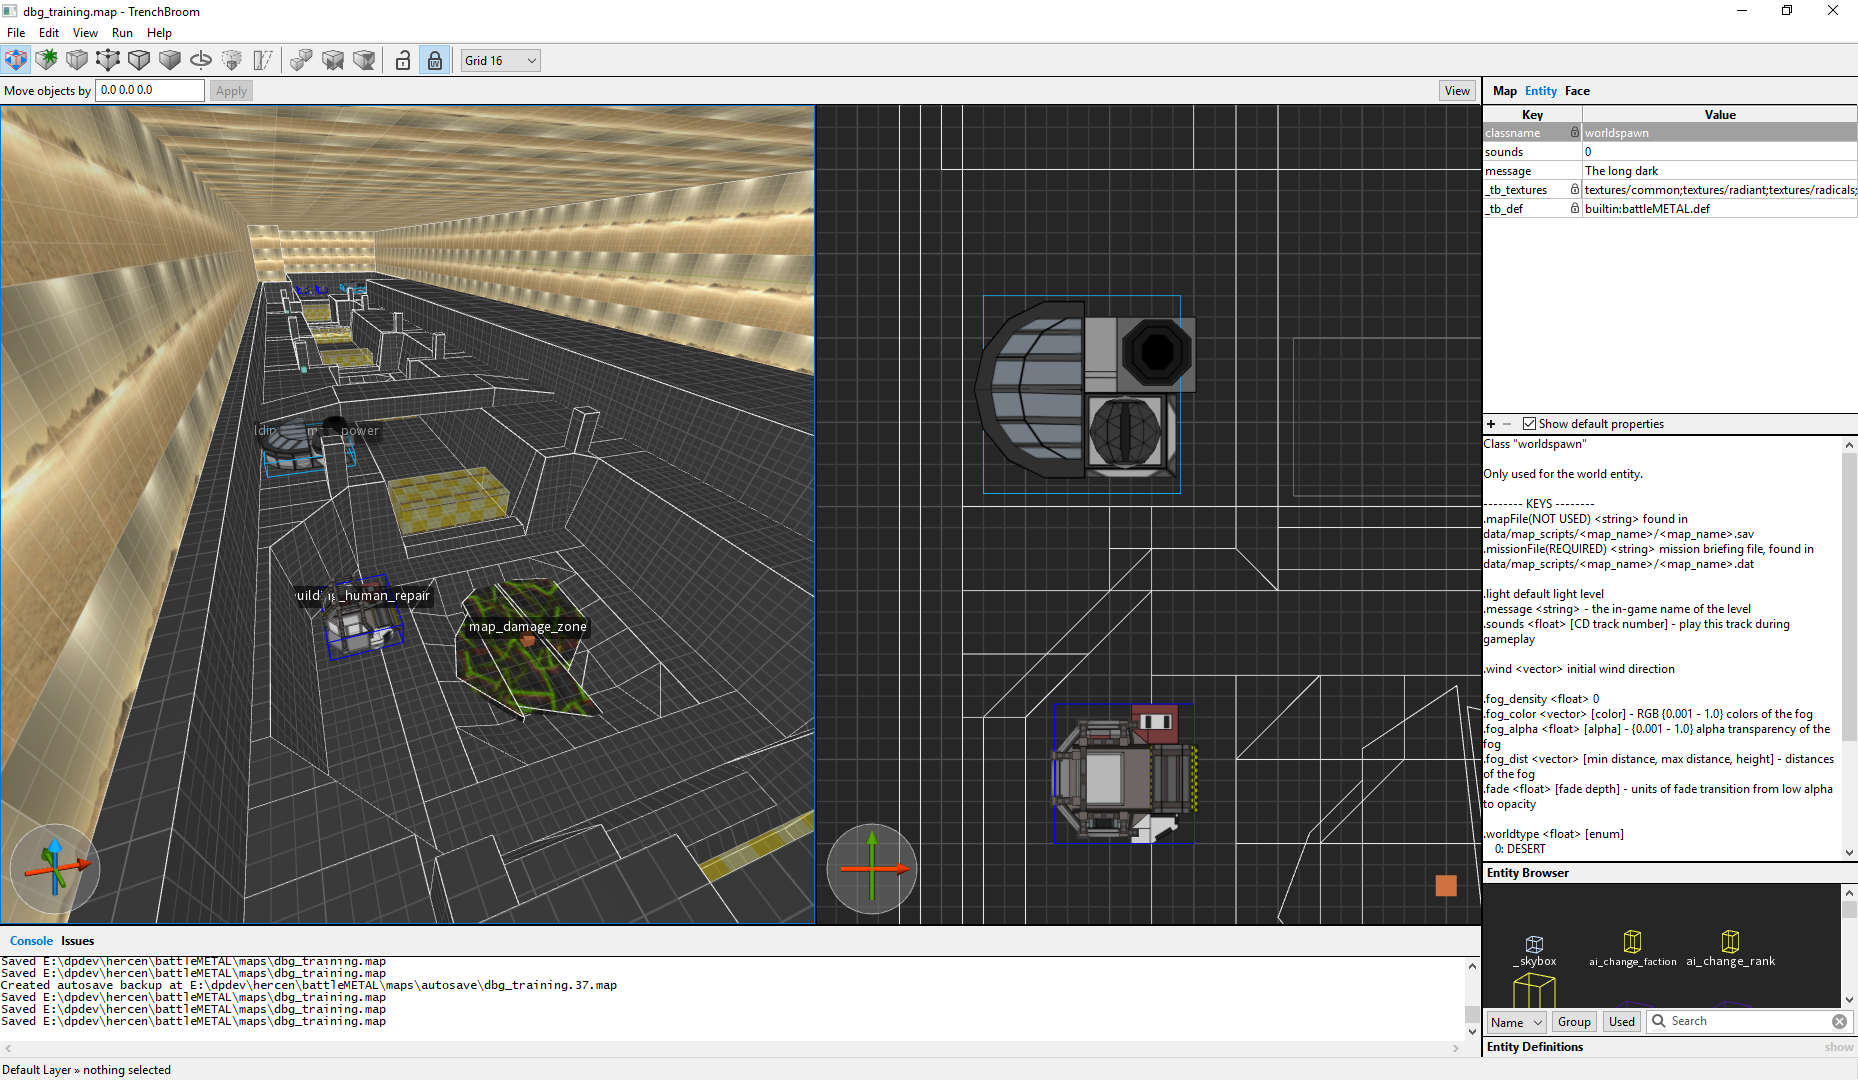 dbg_training.map - TrenchBroom
File Edit View Run Help
Grid 16
Move objects by 0.0 0.0 0.0 Apply
View
Map Entity Face
Key Value
classname worldspawn
sounds 0
message The long dark
_tb_textures textures/common;textures/radiant;textures/radicals;
_tb_def builtin:battleMETAL.def
power
_human_repair
map_damage_zone
+ − Show default properties
Class "worldspawn"
Only used for the world entity.
-------- KEYS --------
.mapFile(NOT USED) <string> found in
data/map_scripts/<map_name>/<map_name>.sav
.missionFile(REQUIRED) <string> mission briefing file, found in
data/map_scripts/<map_name>/<map_name>.dat
.light default light level
.message <string> - the in-game name of the level
.sounds <float> [CD track number] - play this track during
gameplay
.wind <vector> initial wind direction
.fog_density <float> 0
.fog_color <vector> [color] - RGB {0.001 - 1.0} colors of the fog
.fog_alpha <float> [alpha] - {0.001 - 1.0} alpha transparency of the
fog
.fog_dist <vector> [min distance, max distance, height] - distances
of the fog
.fade <float> [fade depth] - units of fade transition from low alpha
to opacity
.worldtype <float> [enum]
0: DESERT
Entity Browser
_skybox ai_change_faction ai_change_rank
Name Group Used Search
Entity Definitions show
Console Issues
Saved E:\dpdev\hercen\battleMETAL\maps\dbg_training.map
Saved E:\dpdev\hercen\battleMETAL\maps\dbg_training.map
Created autosave backup at E:\dpdev\hercen\battleMETAL\maps\autosave\dbg_training.37.map
Saved E:\dpdev\hercen\battleMETAL\maps\dbg_training.map
Saved E:\dpdev\hercen\battleMETAL\maps\dbg_training.map
Saved E:\dpdev\hercen\battleMETAL\maps\dbg_training.map
Default Layer » nothing selected